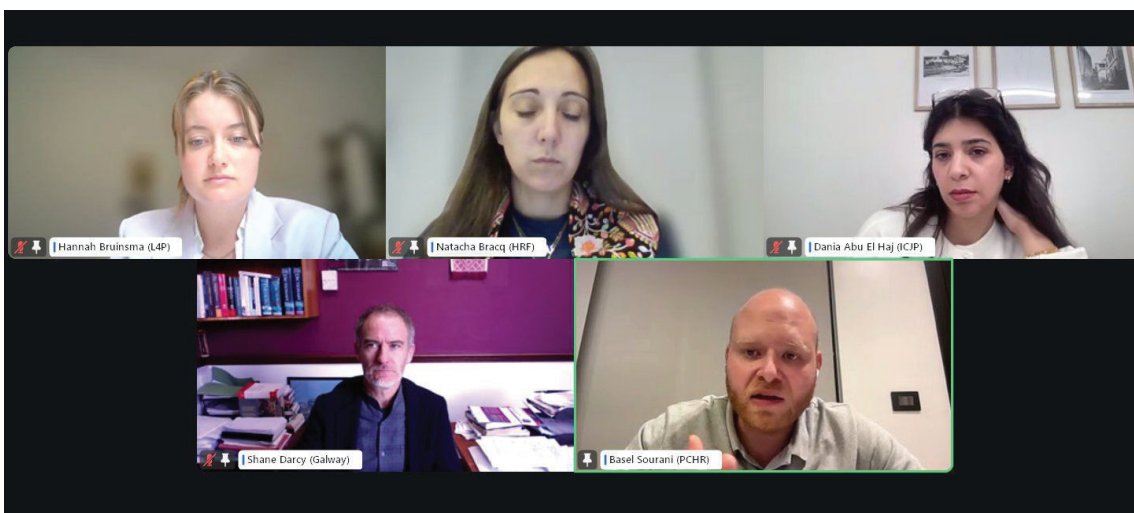 Hannah Bruinsma (L4P)
Natacha Bracq (HRF)
Dania Abu El Haj (ICJP)
Shane Darcy (Galway)
Basel Sourani (PCHR)